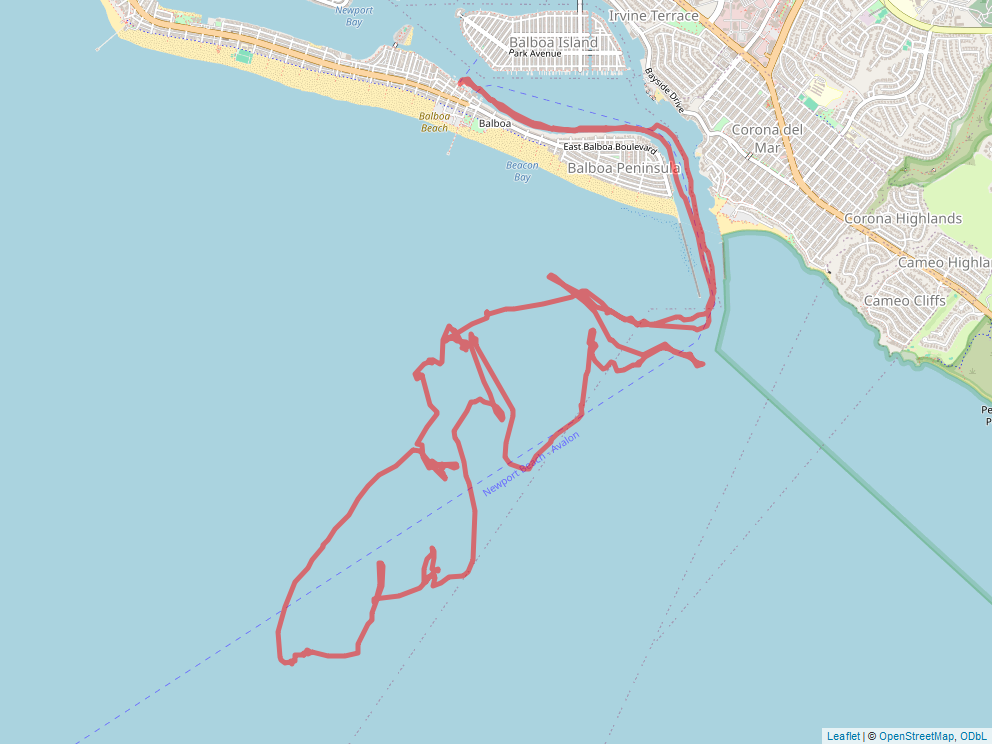 Newport
Bay
Irvine Terrace
Balboa Island
Park Avenue
Bayside Drive
Balboa
Beach
Balboa
Corona del
Mar
East Balboa Boulevard
Beacon
Bay
Balboa Peninsula
Corona Highlands
Cameo Highlan
Cameo Cliffs
Pe
P
Newport Beach - Avalon
Leaflet | © OpenStreetMap, ODbL